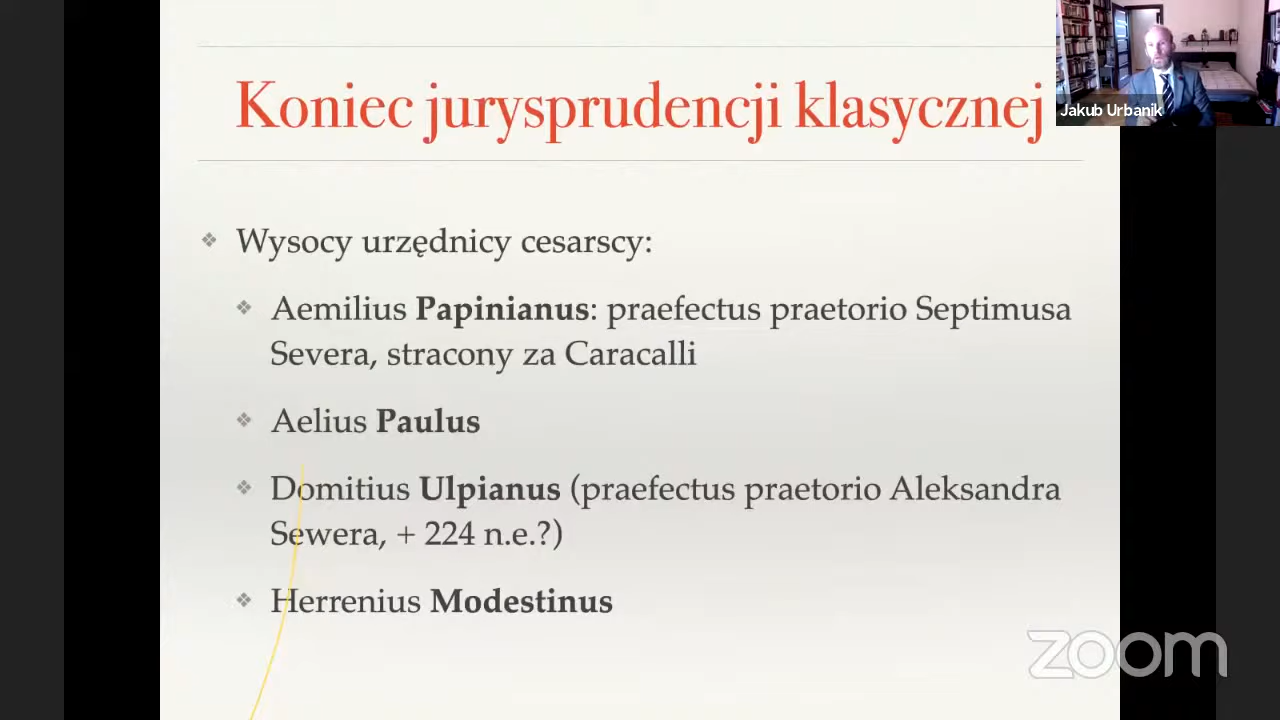 Koniec jurysprudencji klasycznej
Jakub Urbanik
Wysocy urzędnicy cesarscy:
Aemilius Papinianus: praefectus praetorio Septimusa
Severa, stracony za Caracalli
Aelius Paulus
Domitius Ulpianus (praefectus praetorio Aleksandra
Sewera, + 224 n.e.?)
Herrenius Modestinus
zoom